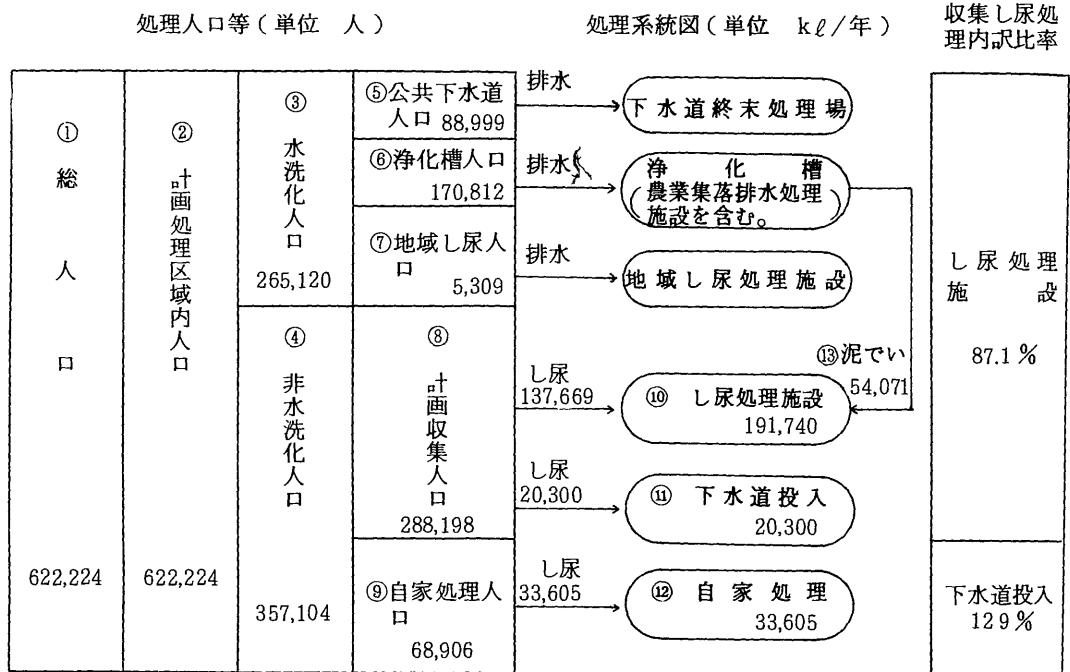 処理人口等(単位 人)
処理系統図(単位 kℓ/年)
収集し尿処
理内訳比率
①
総
人
口
622,224
②
計画処理区域内人口
622,224
③
水洗化人口
265,120
④
非水洗化人口
357,104
⑤公共下水道
人口 88,999
⑥浄化槽人口
170,812
⑦地域し尿人
口
5,309
⑧
計画収集人口
288,198
⑨自家処理人
口
68,906
排水
下水道終末処理場
排水
浄化槽
(農業集落排水処理
施設を含む。)
排水
地域し尿処理施設
⑬泥でい
54,071
し尿
137,669
⑩ し尿処理施設
191,740
し尿
20,300
⑪ 下水道投入
20,300
し尿
33,605
⑫ 自家処理
33,605
し尿処理
施設
87.1%
下水道投入
129%